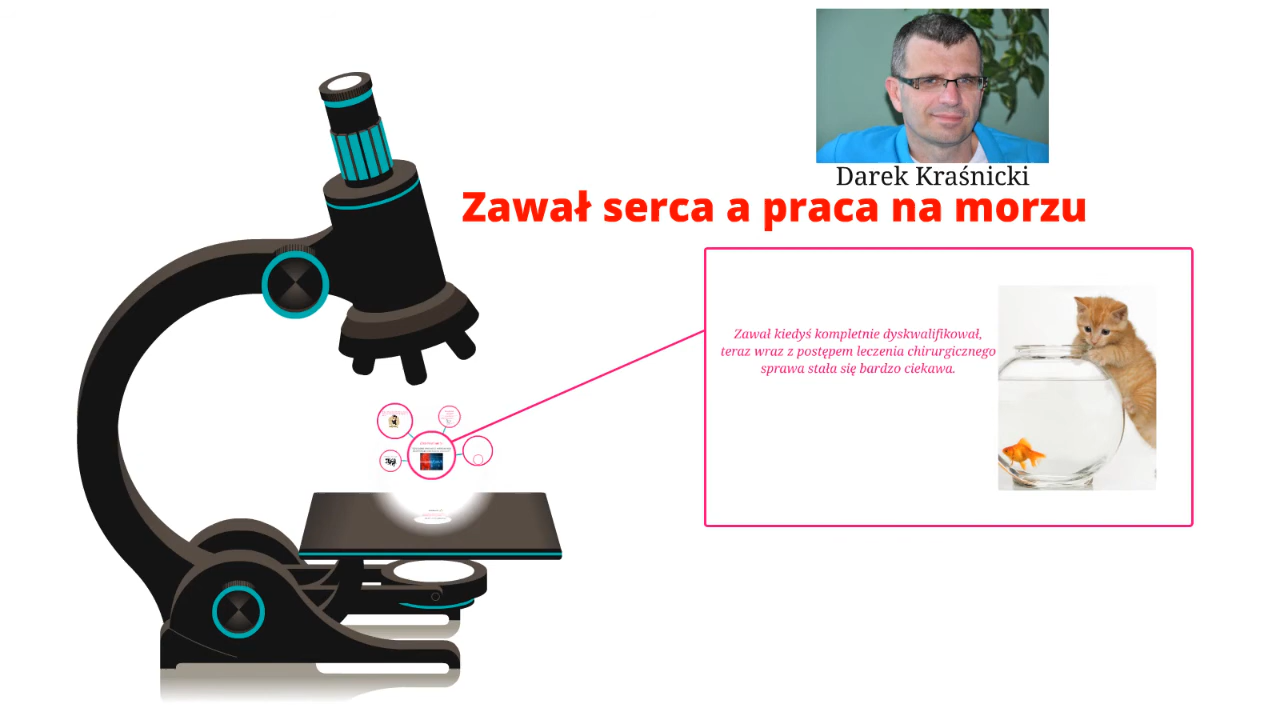 Darek Kraśnicki
Zawał serca a praca na morzu
Zawał kiedyś kompletnie dyskwalifikował,
teraz wraz z postępem leczenia chirurgicznego
sprawa stała się bardzo ciekawa.